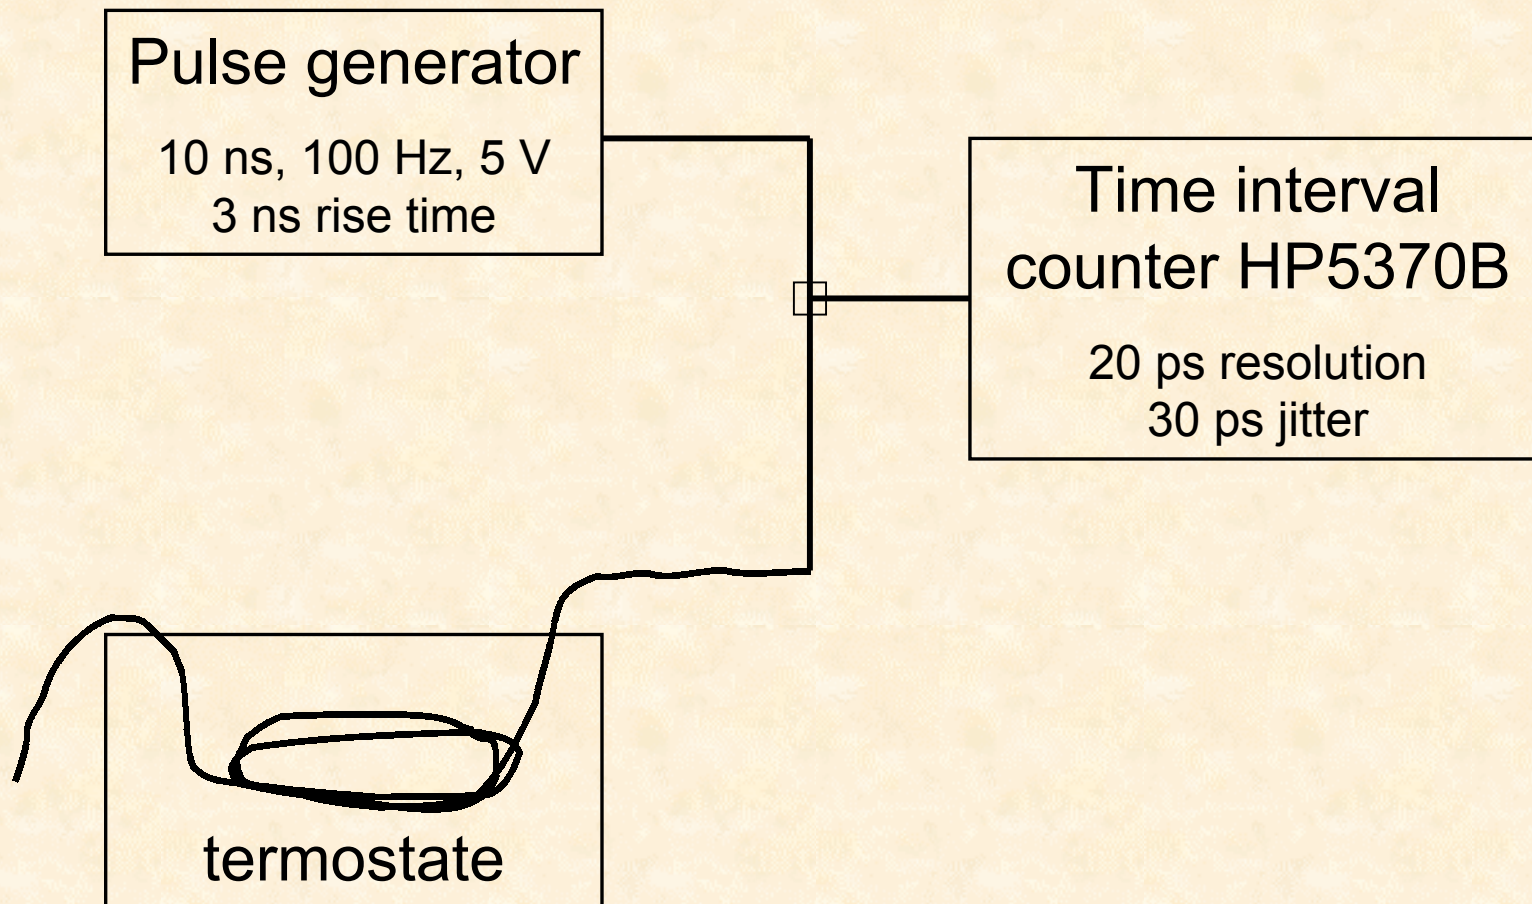 Pulse generator
10 ns, 100 Hz, 5 V
3 ns rise time
Time interval
counter HP5370B
20 ps resolution
30 ps jitter
termostate